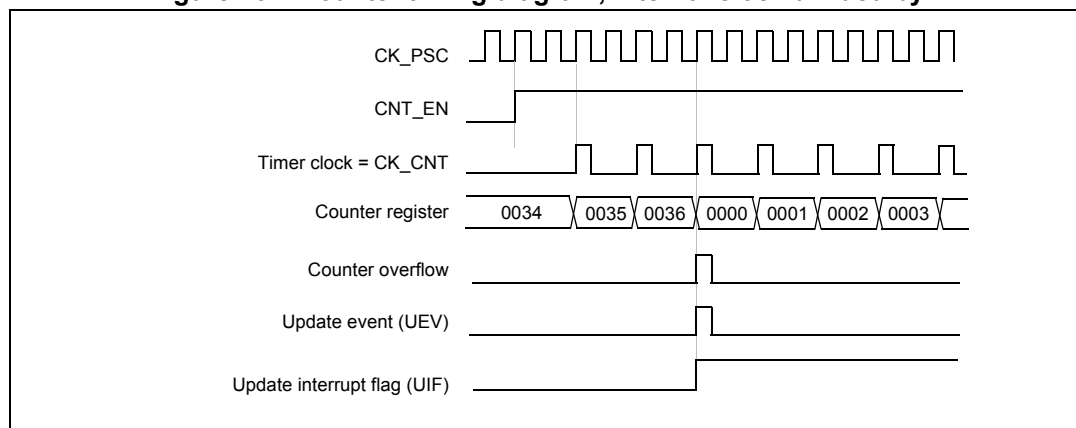 CK_PSC
CNT_EN
Timer clock = CK_CNT
Counter register 0034 0035 0036 0000 0001 0002 0003
Counter overflow
Update event (UEV)
Update interrupt flag (UIF)